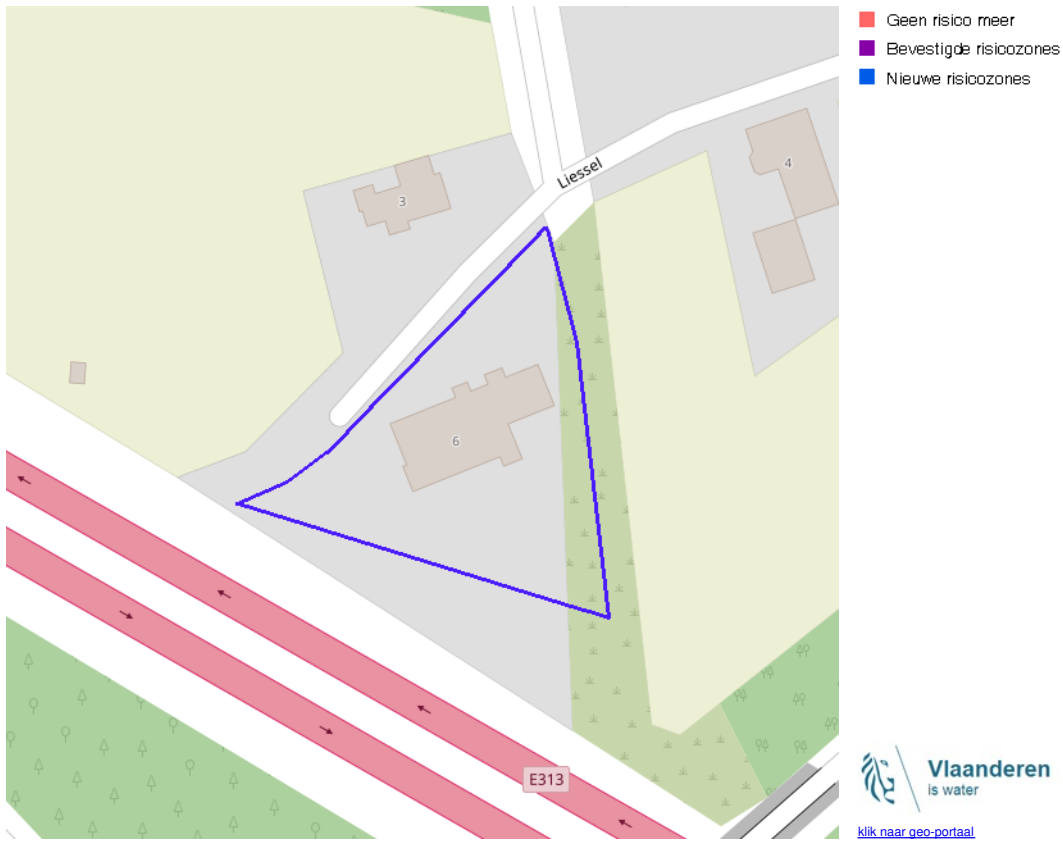 Geen risico meer
Bevestigde risicozones
Nieuwe risicozones
Liessel
4
3
6
E313
Vlaanderen
is water
klik naar geo-portaal